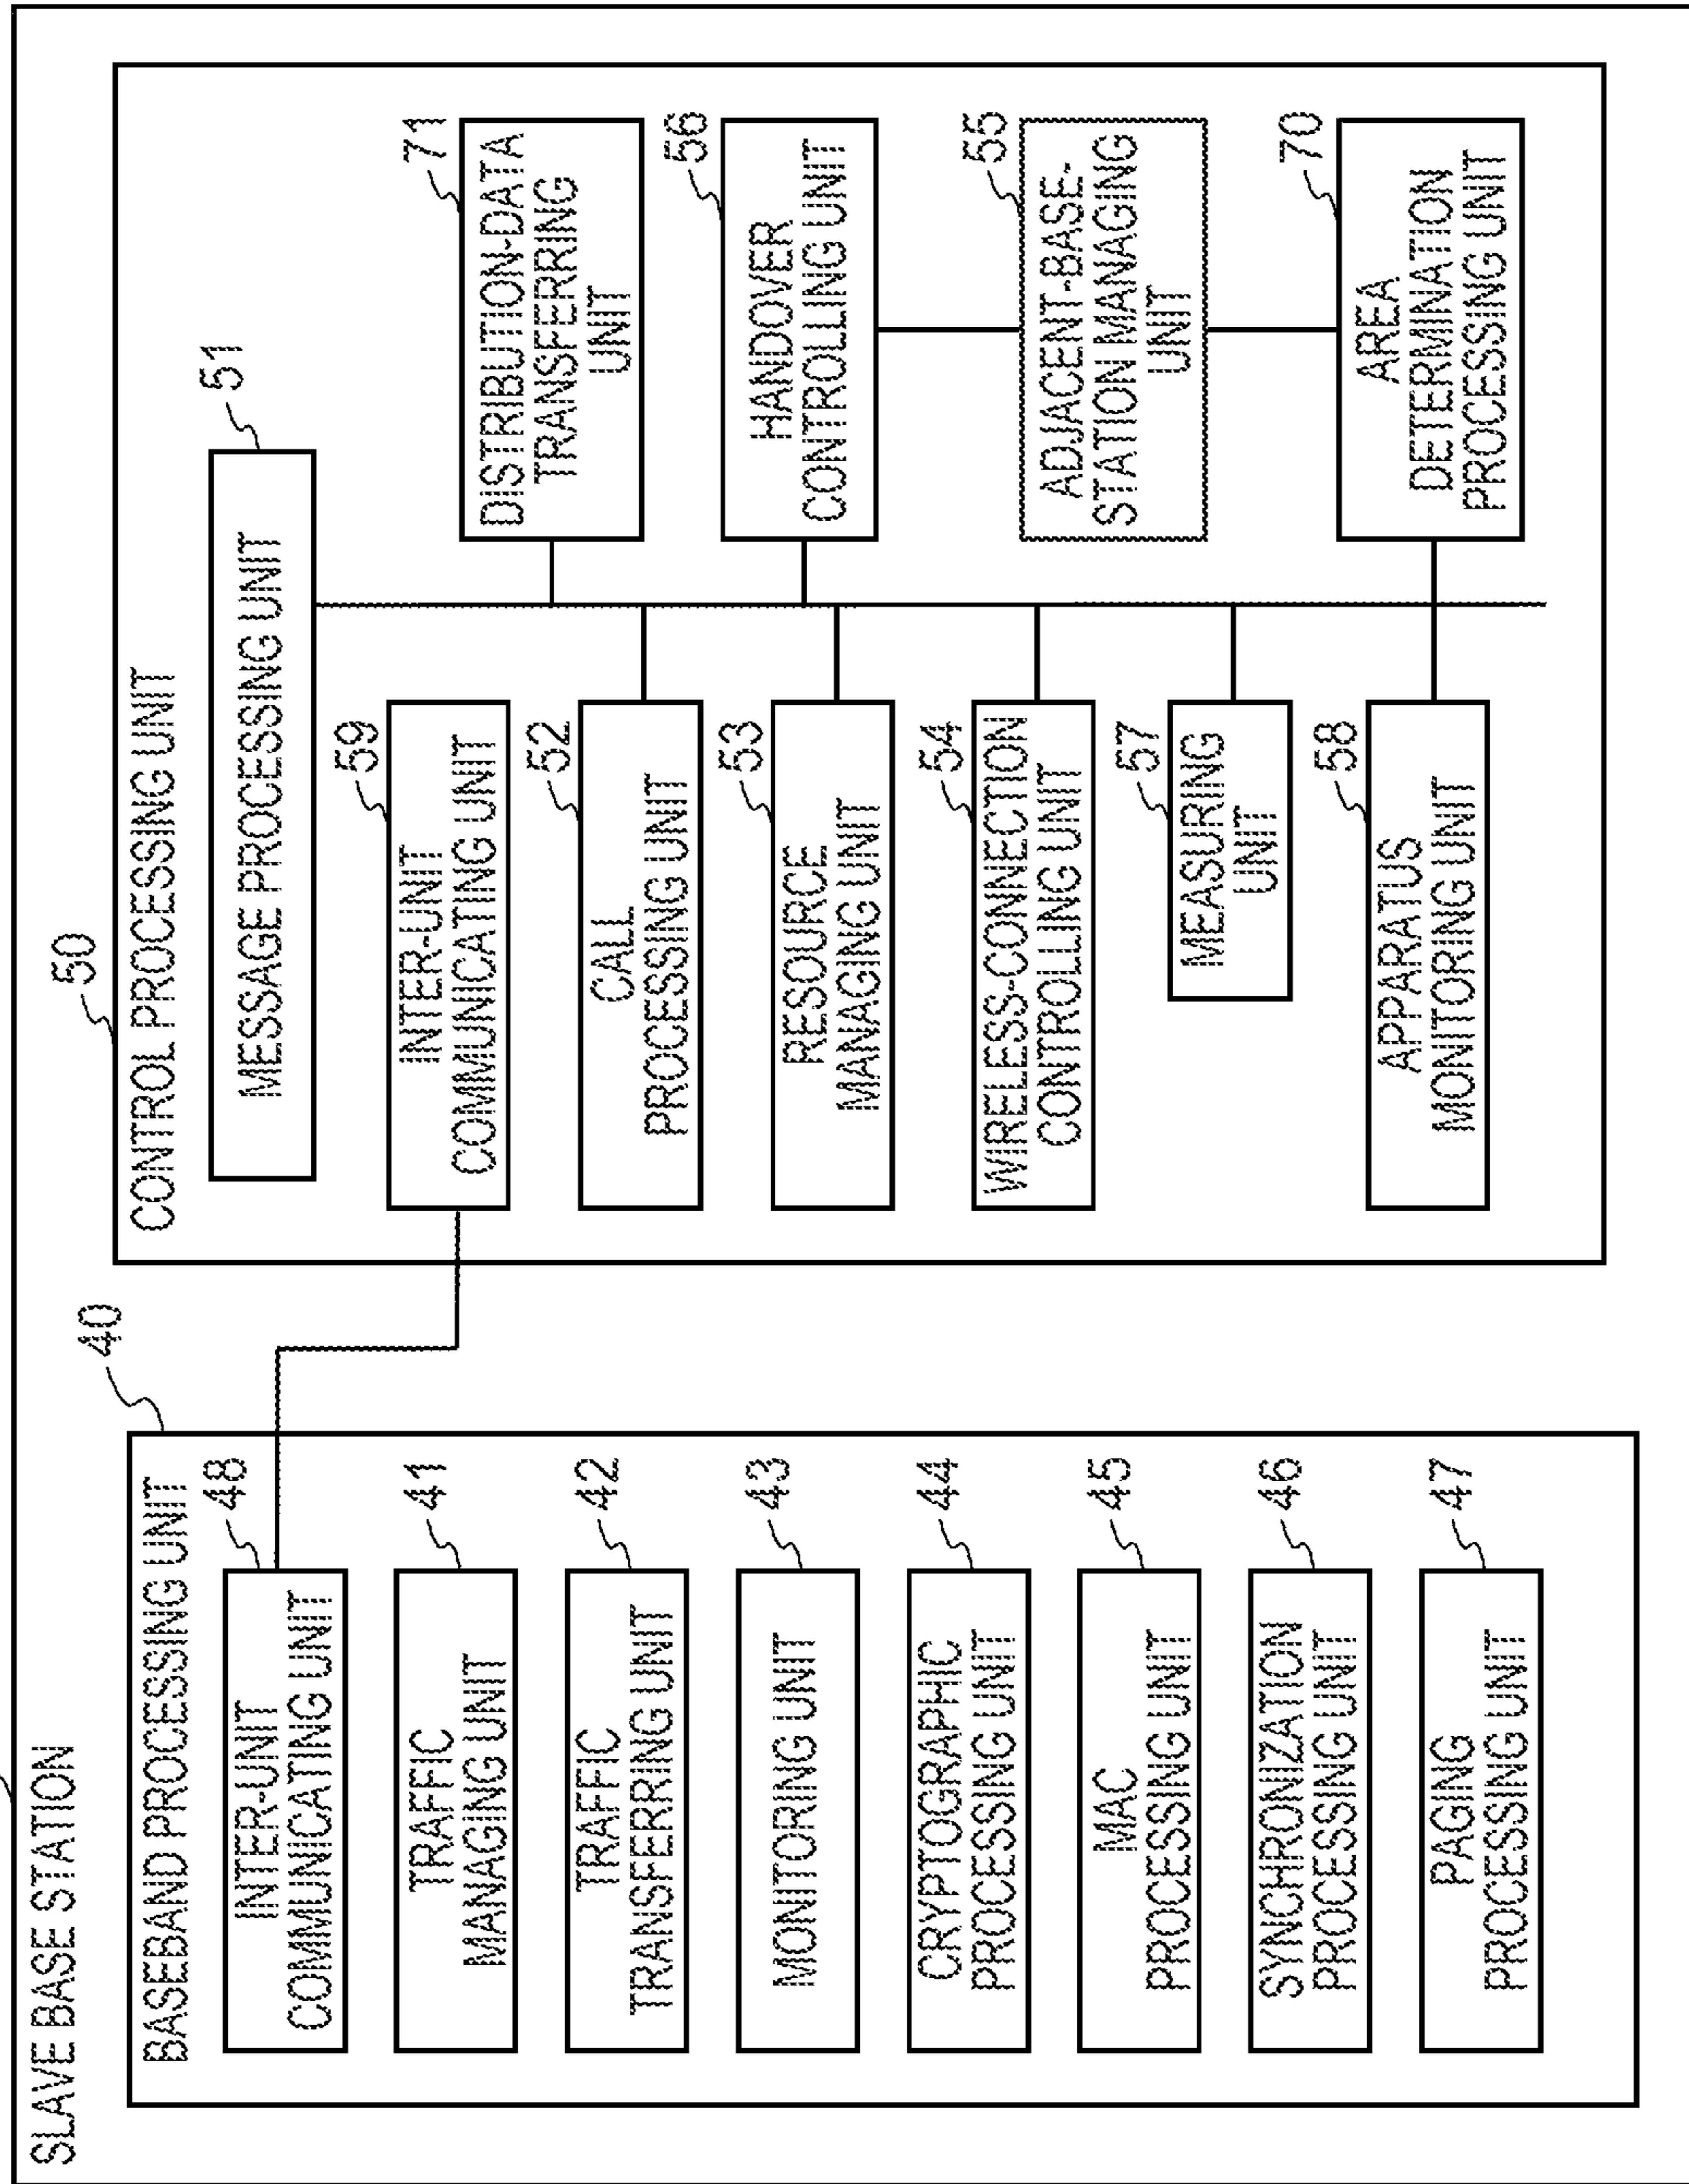 SLAVE BASE STATION
40
BASEBAND PROCESSING UNIT
48
INTER-UNIT
COMMUNICATING UNIT
41
TRAFFIC
MANAGING UNIT
42
TRAFFIC
TRANSFERRING UNIT
43
MONITORING UNIT
44
CRYPTOGRAPHIC
PROCESSING UNIT
45
MAC
PROCESSING UNIT
46
SYNCHRONIZATION
PROCESSING UNIT
47
PAGING
PROCESSING UNIT
50
CONTROL PROCESSING UNIT
51
MESSAGE PROCESSING UNIT
59
INTER-UNIT
COMMUNICATING UNIT
52
CALL
PROCESSING UNIT
53
RESOURCE
MANAGING UNIT
54
WIRELESS-CONNECTION
CONTROLLING UNIT
57
MEASURING
UNIT
58
APPARATUS
MONITORING UNIT
71
DISTRIBUTION-DATA
TRANSFERRING
UNIT
56
HANDOVER
CONTROLLING UNIT
55
ADJACENT-BASE-
STATION MANAGING
UNIT
70
AREA
DETERMINATION
PROCESSING UNIT